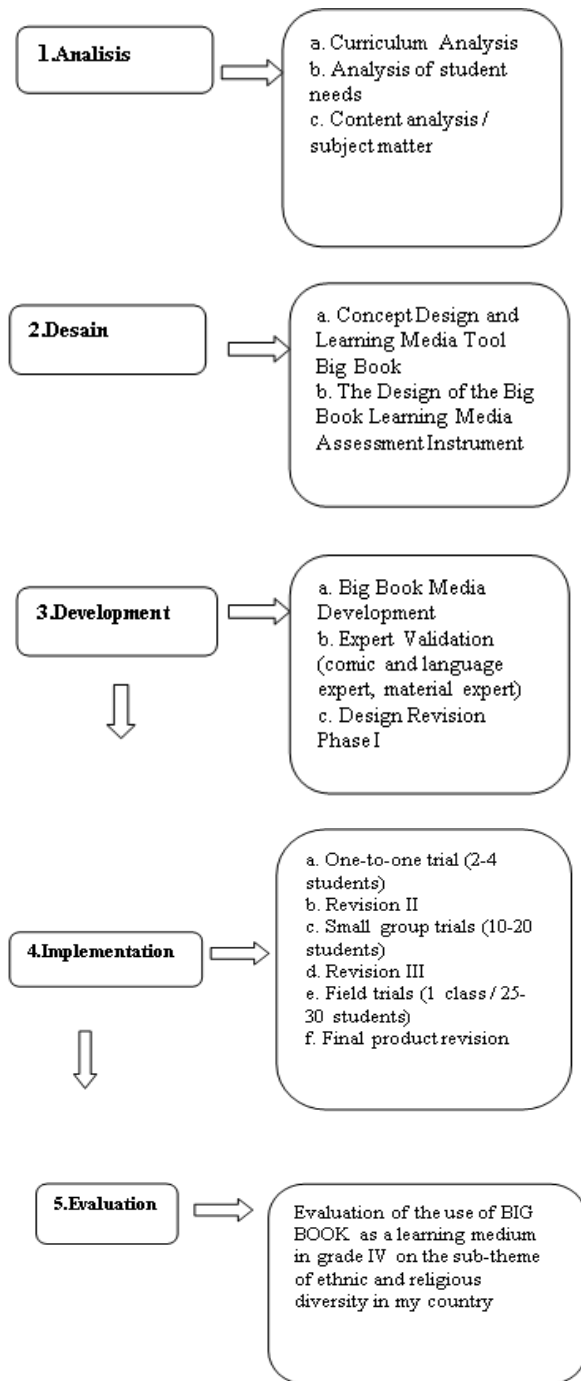 1.Analisis
a. Curriculum Analysis
b. Analysis of student
needs
c. Content analysis /
subject matter
2.Desain
a. Concept Design and
Learning Media Tool
Big Book
b. The Design of the Big
Book Learning Media
Assessment Instrument
3.Development
a. Big Book Media
Development
b. Expert Validation
(comic and language
expert, material expert)
c. Design Revision
Phase I
4.Implementation
a. One-to-one trial (2-4
students)
b. Revision II
c. Small group trials (10-20
students)
d. Revision III
e. Field trials (1 class / 25-
30 students)
f. Final product revision
5.Evaluation
Evaluation of the use of BIG
BOOK as a learning medium
in grade IV on the sub-theme
of ethnic and religious
diversity in my country